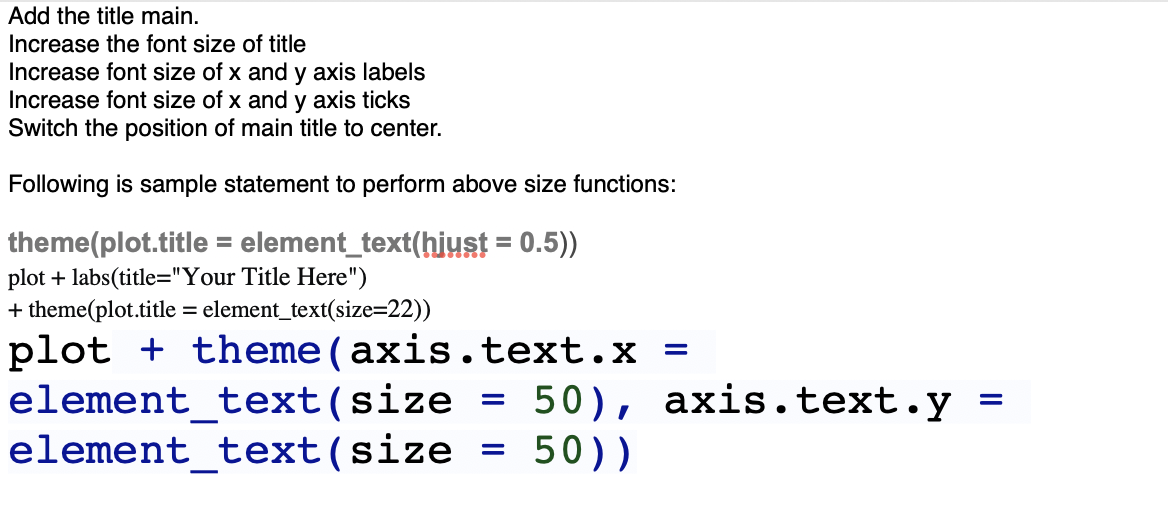 Add the title main.
Increase the font size of title
Increase font size of x and y axis labels
Increase font size of x and y axis ticks
Switch the position of main title to center.
Following is sample statement to perform above size functions:
theme(plot.title = element_text(hjust = 0.5))
plot + labs(title="Your Title Here")
+ theme(plot.title = element_text(size=22))
plot + theme(axis.text.x =
element_text(size = 50), axis.text.y =
element_text(size = 50))